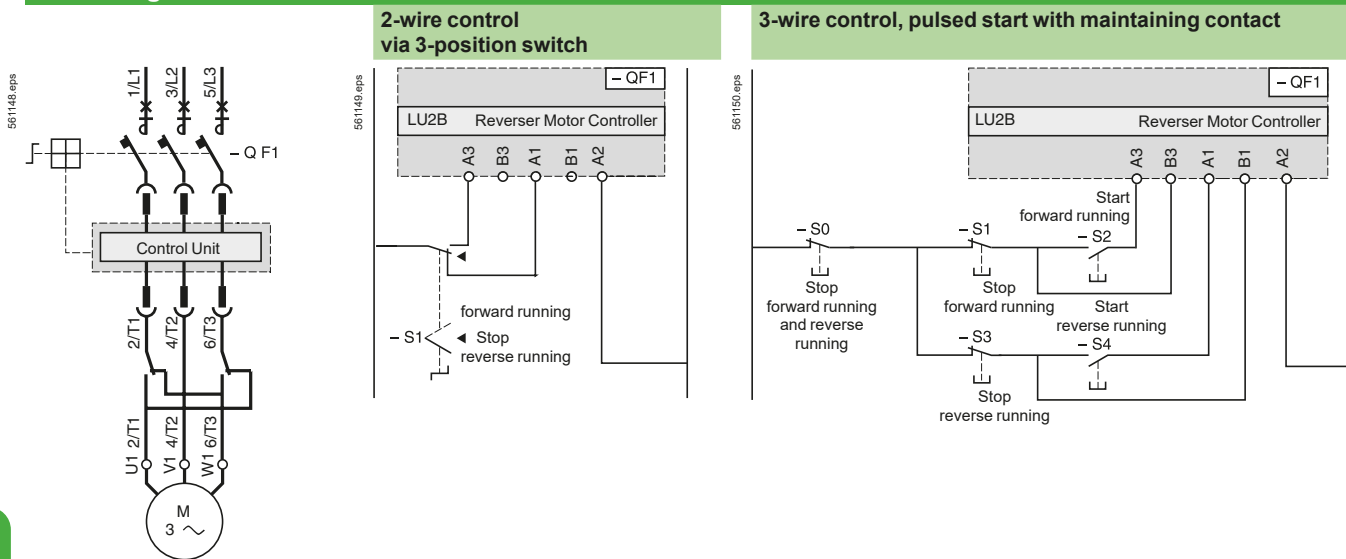 2-wire control
via 3-position switch
3-wire control, pulsed start with maintaining contact
561148.eps
1/L1
3/L2
5/L3
– Q F1
Control Unit
2/T1
4/T2
6/T3
U1 2/T1
V1 4/T2
W1 6/T3
M
3
561149.eps
– QF1
LU2B Reverser Motor Controller
A3 B3 A1 B1 A2
forward running
– S1 Stop
reverse running
561150.eps
– QF1
LU2B Reverser Motor Controller
A3 B3 A1 B1 A2
Start
forward running
– S0 – S1 – S2
Stop
forward running
and reverse
running
Stop
forward running
Start
reverse running
– S3 – S4
Stop
reverse running